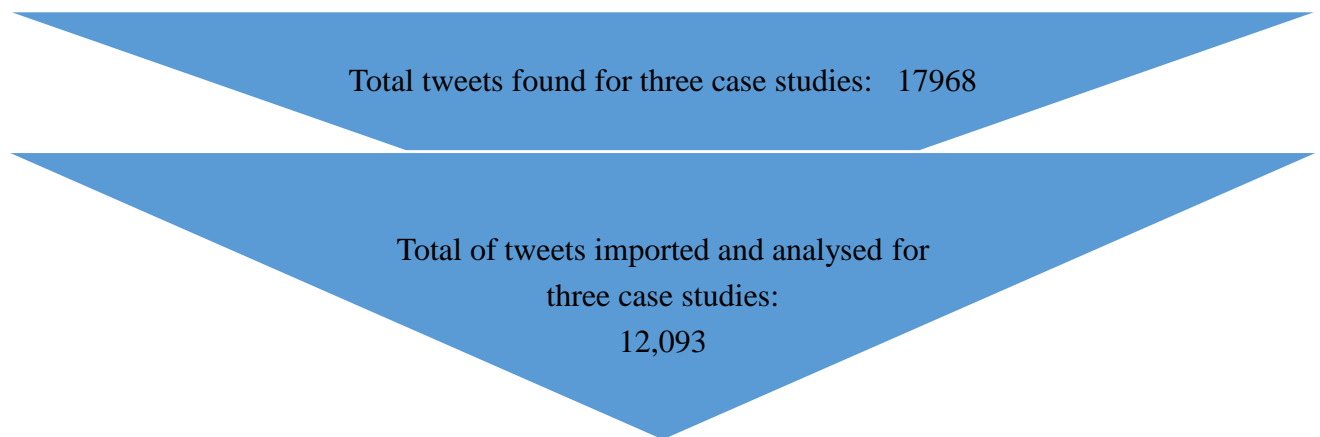 Total tweets found for three case studies:   17968
Total of tweets imported and analysed for
three case studies:
12,093